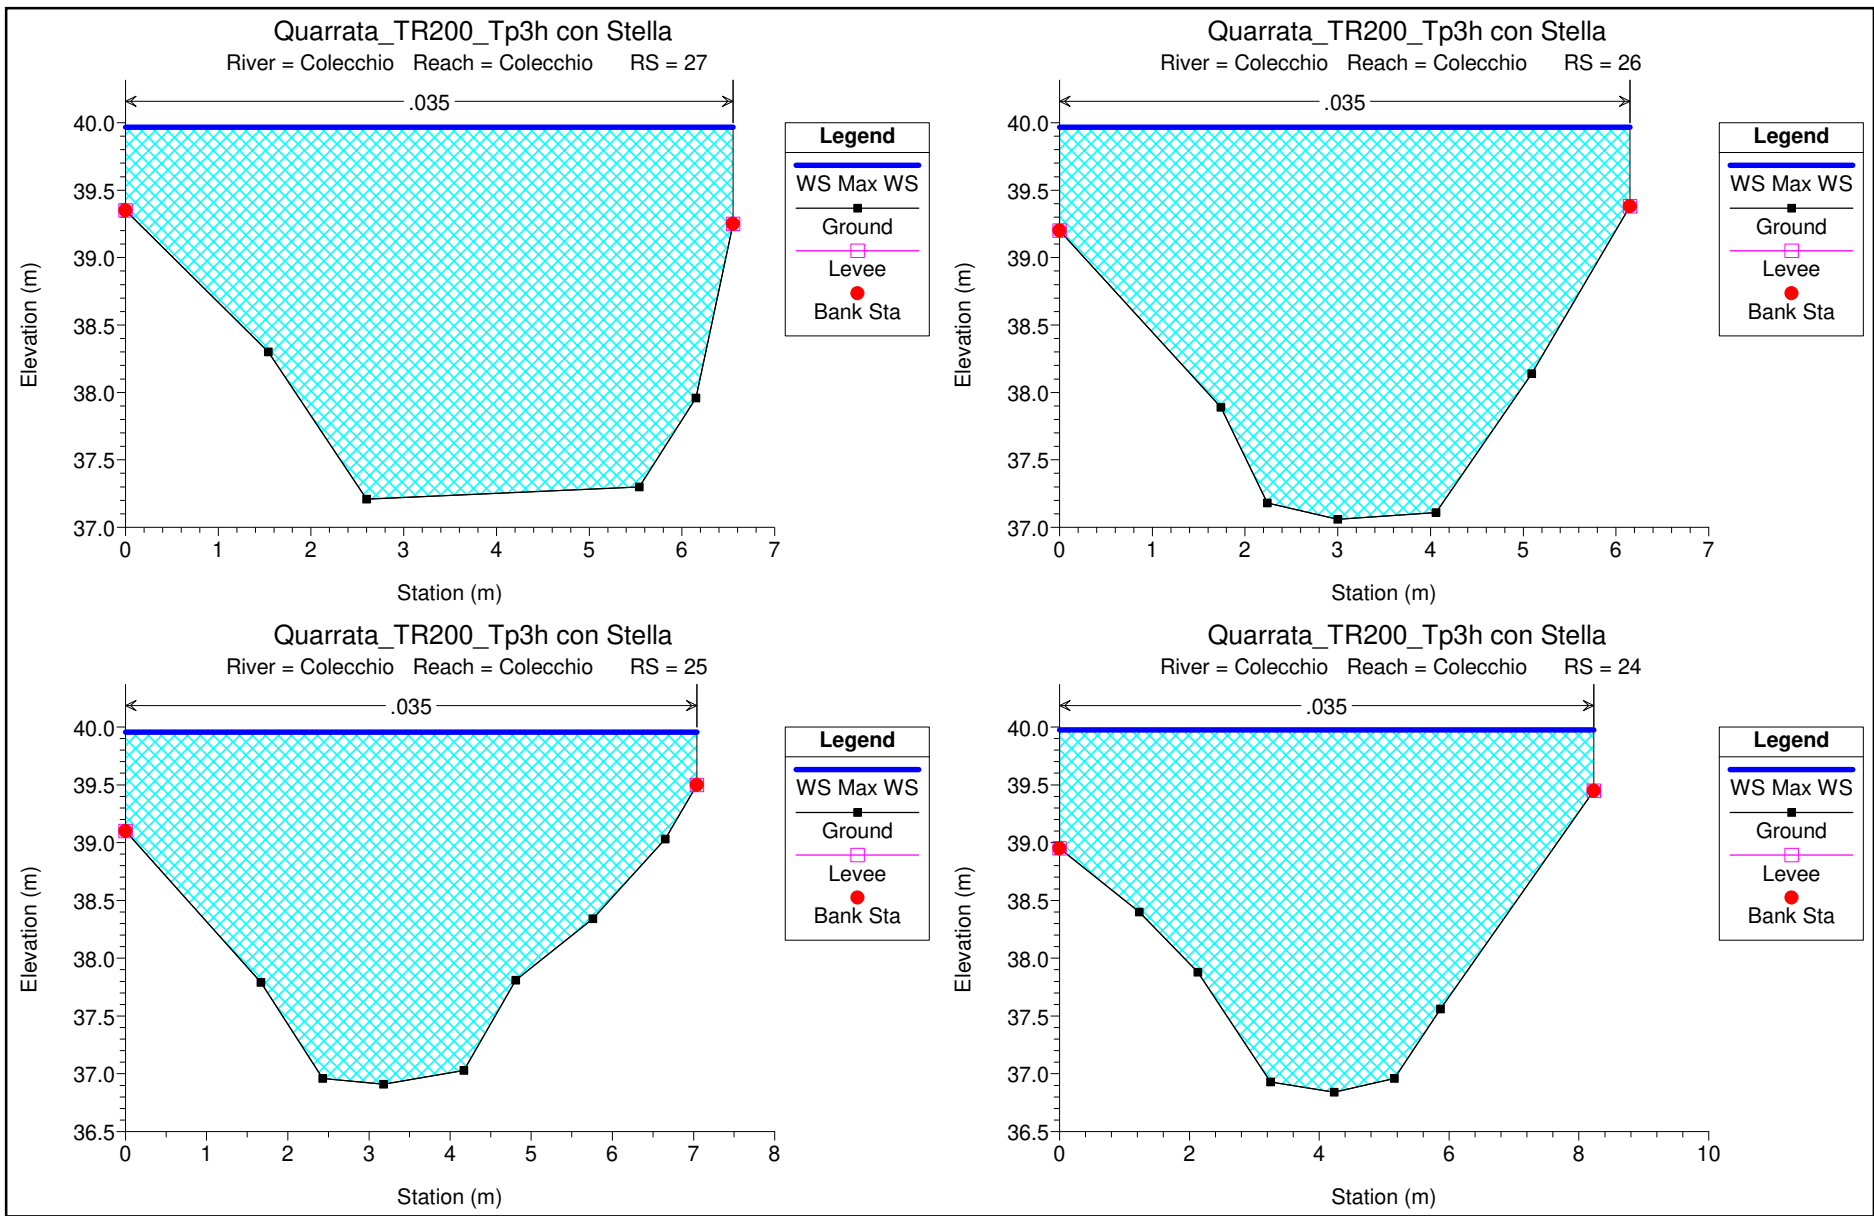 Quarrata_TR200_Tp3h con Stella
River = Colecchio Reach = Colecchio RS = 27
.035
40.0
39.5
39.0
38.5
38.0
37.5
37.0
Elevation (m)
0 1 2 3 4 5 6 7
Station (m)
Legend
WS Max WS
Ground
Levee
Bank Sta
Quarrata_TR200_Tp3h con Stella
River = Colecchio Reach = Colecchio RS = 26
.035
40.0
39.5
39.0
38.5
38.0
37.5
37.0
Elevation (m)
0 1 2 3 4 5 6 7
Station (m)
Legend
WS Max WS
Ground
Levee
Bank Sta
Quarrata_TR200_Tp3h con Stella
River = Colecchio Reach = Colecchio RS = 25
.035
40.0
39.5
39.0
38.5
38.0
37.5
37.0
36.5
Elevation (m)
0 1 2 3 4 5 6 7 8
Station (m)
Legend
WS Max WS
Ground
Levee
Bank Sta
Quarrata_TR200_Tp3h con Stella
River = Colecchio Reach = Colecchio RS = 24
.035
40.0
39.5
39.0
38.5
38.0
37.5
37.0
36.5
Elevation (m)
0 2 4 6 8 10
Station (m)
Legend
WS Max WS
Ground
Levee
Bank Sta